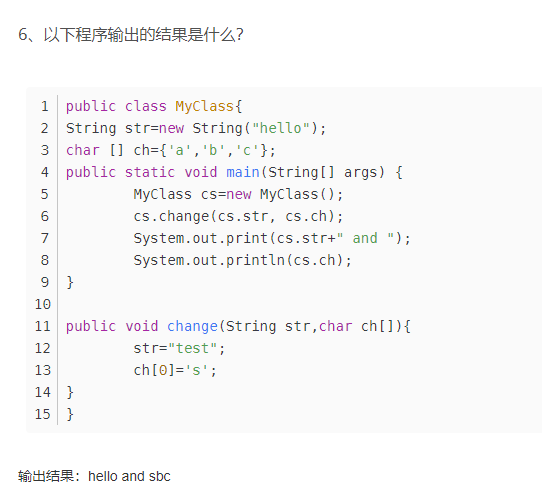 6、以下程序输出的结果是什么?
1 public class MyClass{
2 String str=new String("hello");
3 char [] ch={'a','b','c'};
4 public static void main(String[] args) {
5         MyClass cs=new MyClass();
6         cs.change(cs.str, cs.ch);
7         System.out.print(cs.str+" and ");
8         System.out.println(cs.ch);
9 }
10
11 public void change(String str,char ch[]){
12         str="test";
13         ch[0]='s';
14 }
15 }
输出结果：hello and sbc